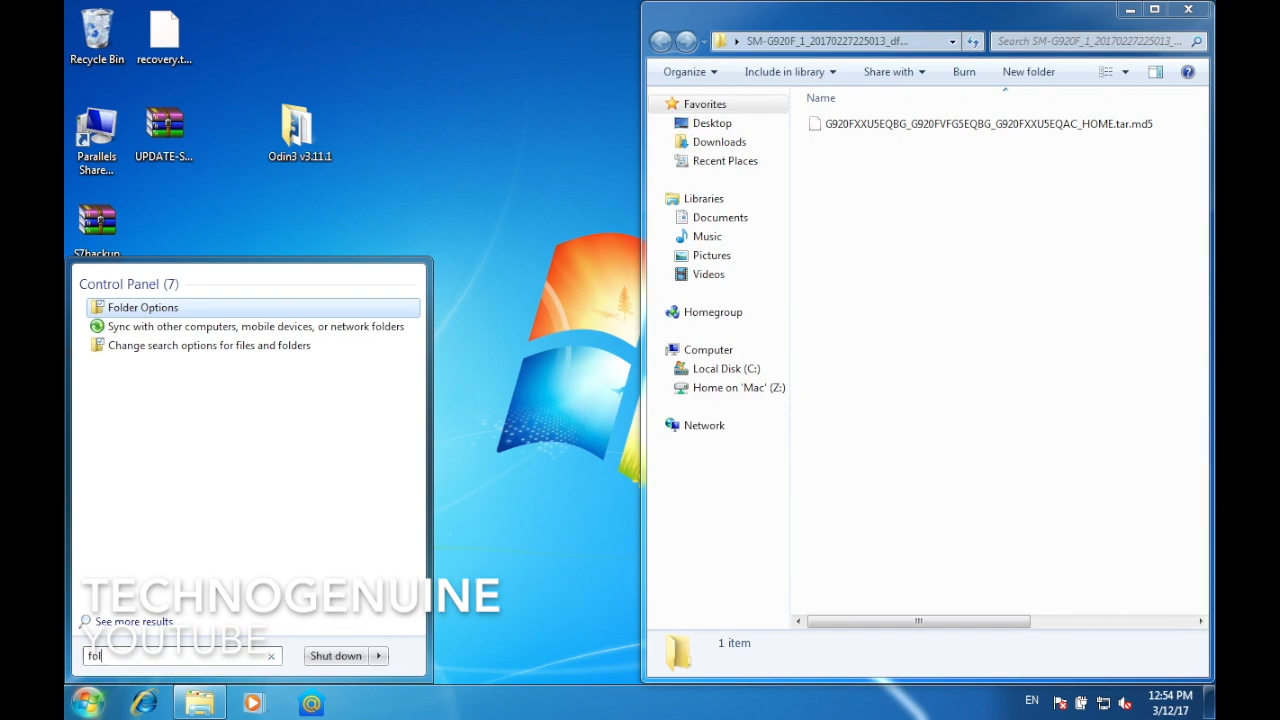 Recycle Bin
recovery.t...
Parallels
Share...
UPDATE-S...
Odin3 v3.11.1
S7backup
Control Panel (7)
Folder Options
Sync with other computers, mobile devices, or network folders
Change search options for files and folders
TECHNOGENUINE
See more results
YOUTUBE
fol
Shut down
SM-G920F_1_20170227225013_df...
Search SM-G920F_1_20170227225013_...
Organize
Include in library
Share with
Burn
New folder
Favorites
Desktop
Downloads
Recent Places
Libraries
Documents
Music
Pictures
Videos
Homegroup
Computer
Local Disk (C:)
Home on 'Mac' (Z:)
Network
Name
G920FXXU5EQBG_G920FVFG5EQBG_G920FXXU5EQAC_HOME.tar.md5
1 item
EN
12:54 PM
3/12/17